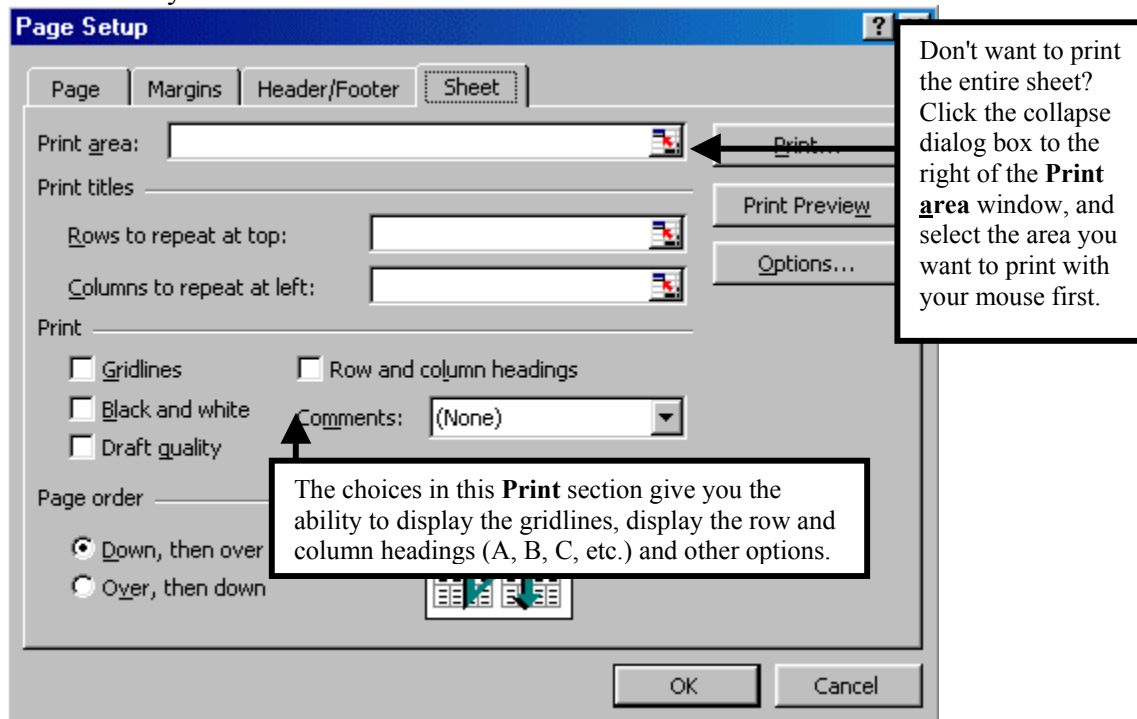 Page Setup
?
Page Margins Header/Footer Sheet
Print area:
Print...
Print titles
Print Preview
Rows to repeat at top:
Options...
Columns to repeat at left:
Print
Gridlines
Row and column headings
Black and white
Comments: (None)
Draft quality
Page order
Down, then over
Over, then down
OK Cancel
Don't want to print
the entire sheet?
Click the collapse
dialog box to the
right of the Print
area window, and
select the area you
want to print with
your mouse first.
The choices in this Print section give you the
ability to display the gridlines, display the row and
column headings (A, B, C, etc.) and other options.